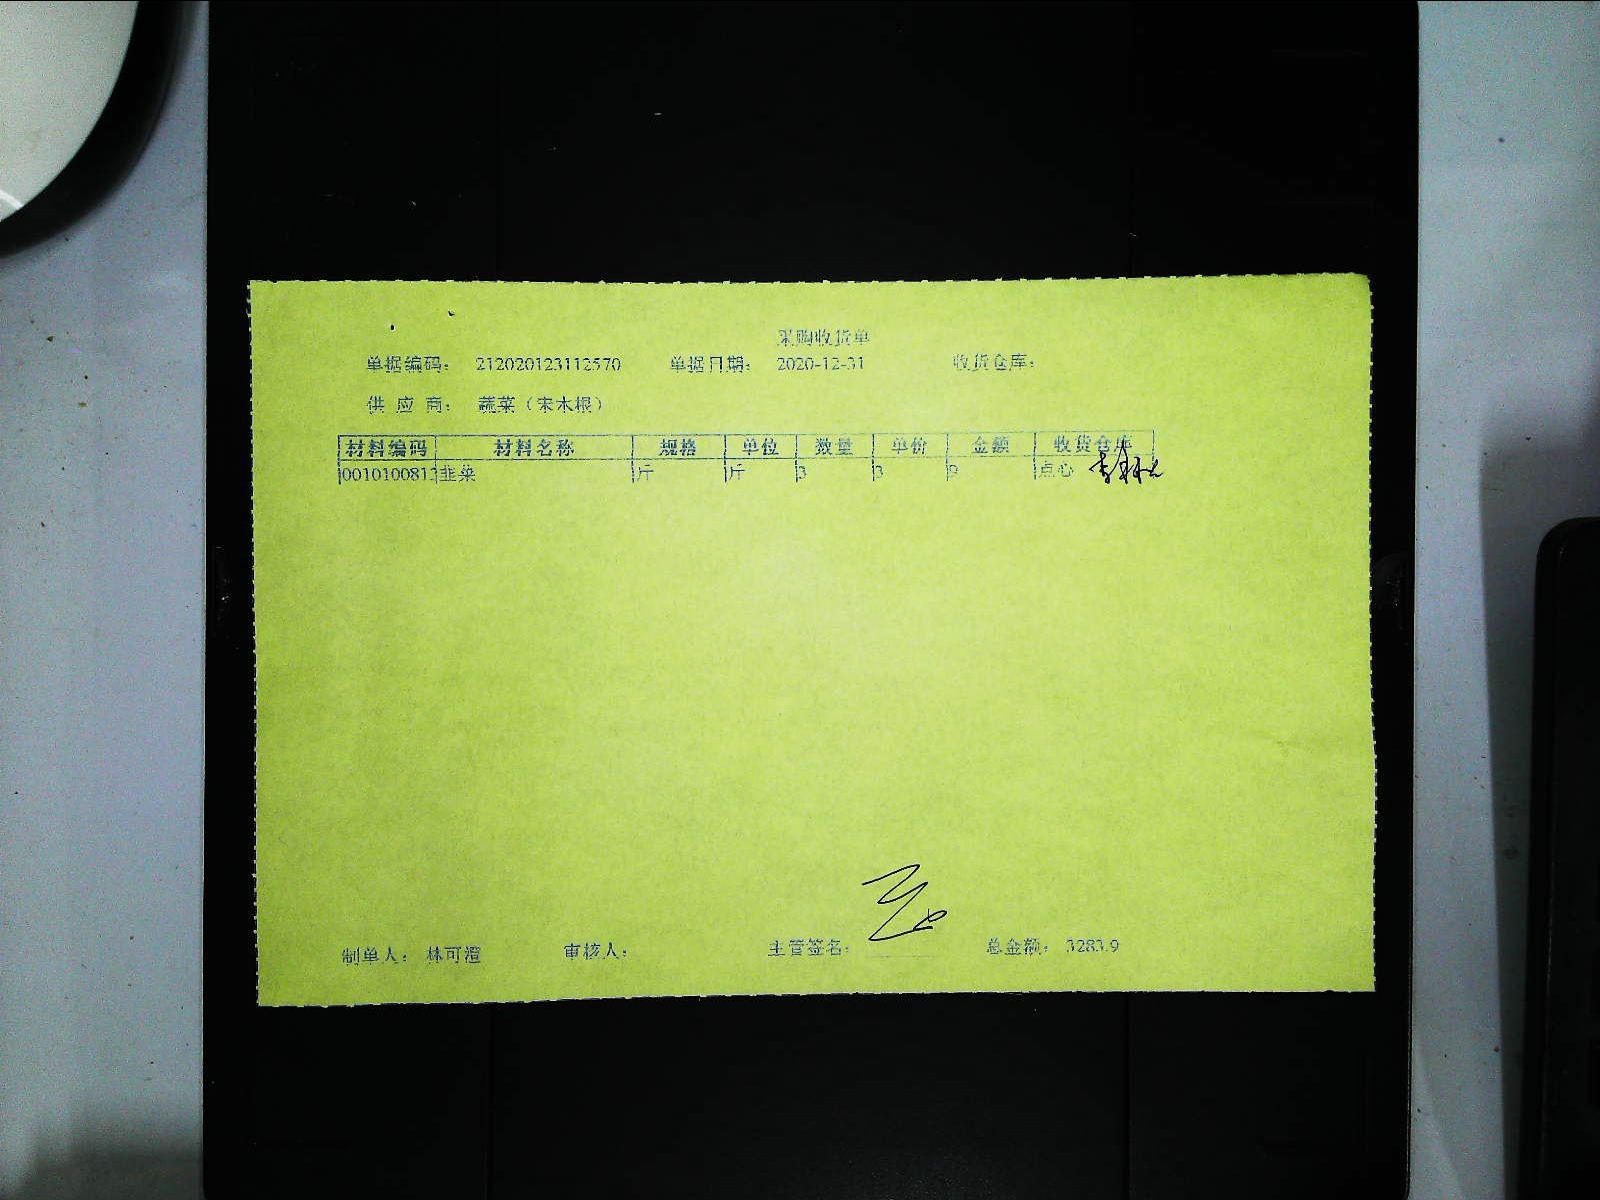 采购收货单
单据编码： 212020123112570 单据日期： 2020-12-31 收货仓库：
供 应 商： 蔬菜（宋木根）
材料编码 材料名称 规格 单位 数量 单价 金额 收货仓库
0010100812 韭菜 斤 斤 3 3 9 点心
制单人： 林可澄 审核人： 主管签名： 总金额： 3283.9